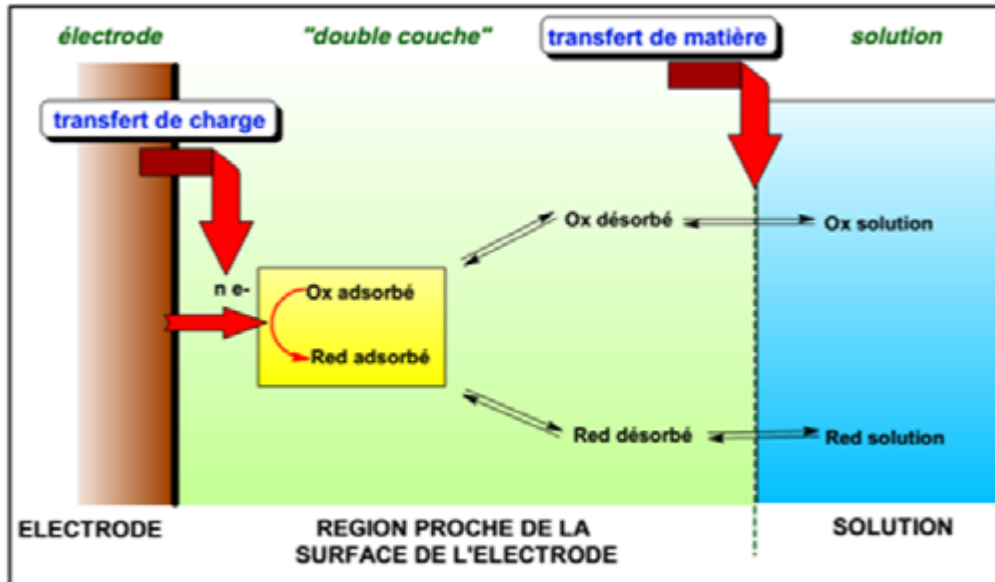 électrode
"double couche"
transfert de matière
solution
transfert de charge
Ox désorbé
Ox solution
n e-
Ox adsorbé
Red adsorbé
Red désorbé
Red solution
ELECTRODE
REGION PROCHE DE LA
SURFACE DE L'ELECTRODE
SOLUTION